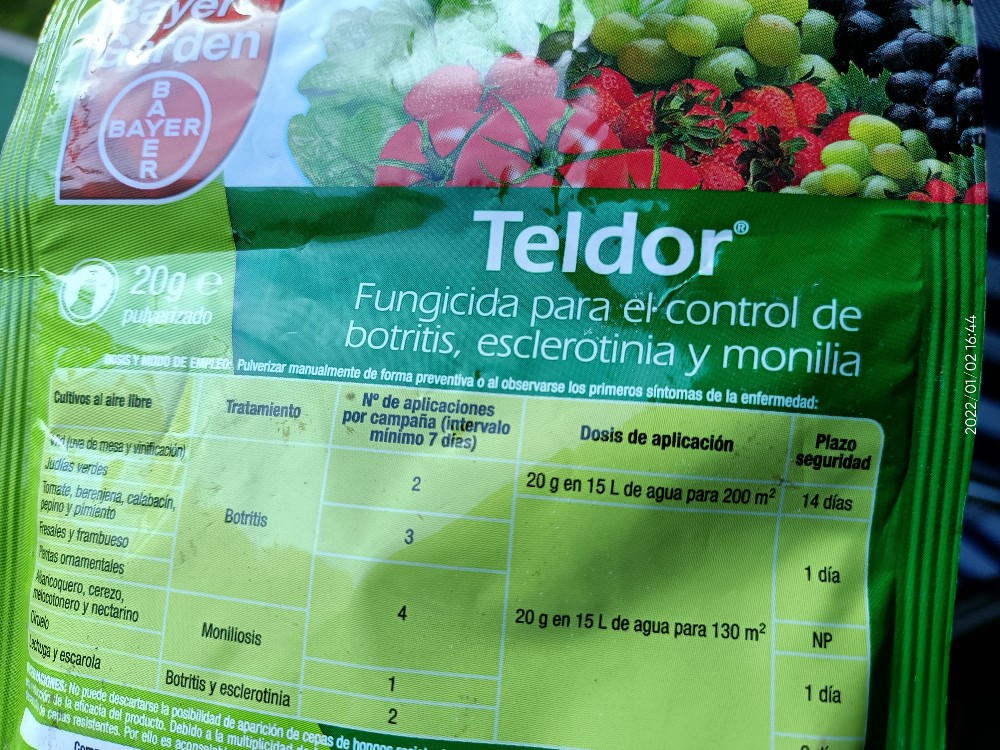 Bayer
Garden
BAYER
BAYER
Teldor®
20g e
pulverizado
Fungicida para el control de
botritis, esclerotinia y monilia
DOSIS Y MODO DE EMPLEO: Pulverizar manualmente de forma preventiva o al observarse los primeros síntomas de la enfermedad:
Cultivos al aire libre
Tratamiento
Nº de aplicaciones
por campaña (intervalo
mínimo 7 días)
Dosis de aplicación
Plazo
seguridad
Vid (uva de mesa y vinificación)
Judías verdes
Tomate, berenjena, calabacín,
pepino y pimiento
Fresales y frambueso
Plantas ornamentales
Albaricoquero, cerezo,
melocotonero y nectarino
Ciruelo
Lechuga y escarola
Botritis
Moniliosis
Botritis y esclerotinia
2
3
4
1
2
20 g en 15 L de agua para 200 m²
20 g en 15 L de agua para 130 m²
14 días
1 día
NP
1 día
No puede descartarse la posibilidad de aparición de cepas de hongos
de la eficacia del producto. Debido a la multiplicidad de
de cepas resistentes. Por ello es
2022/01/02 16:44